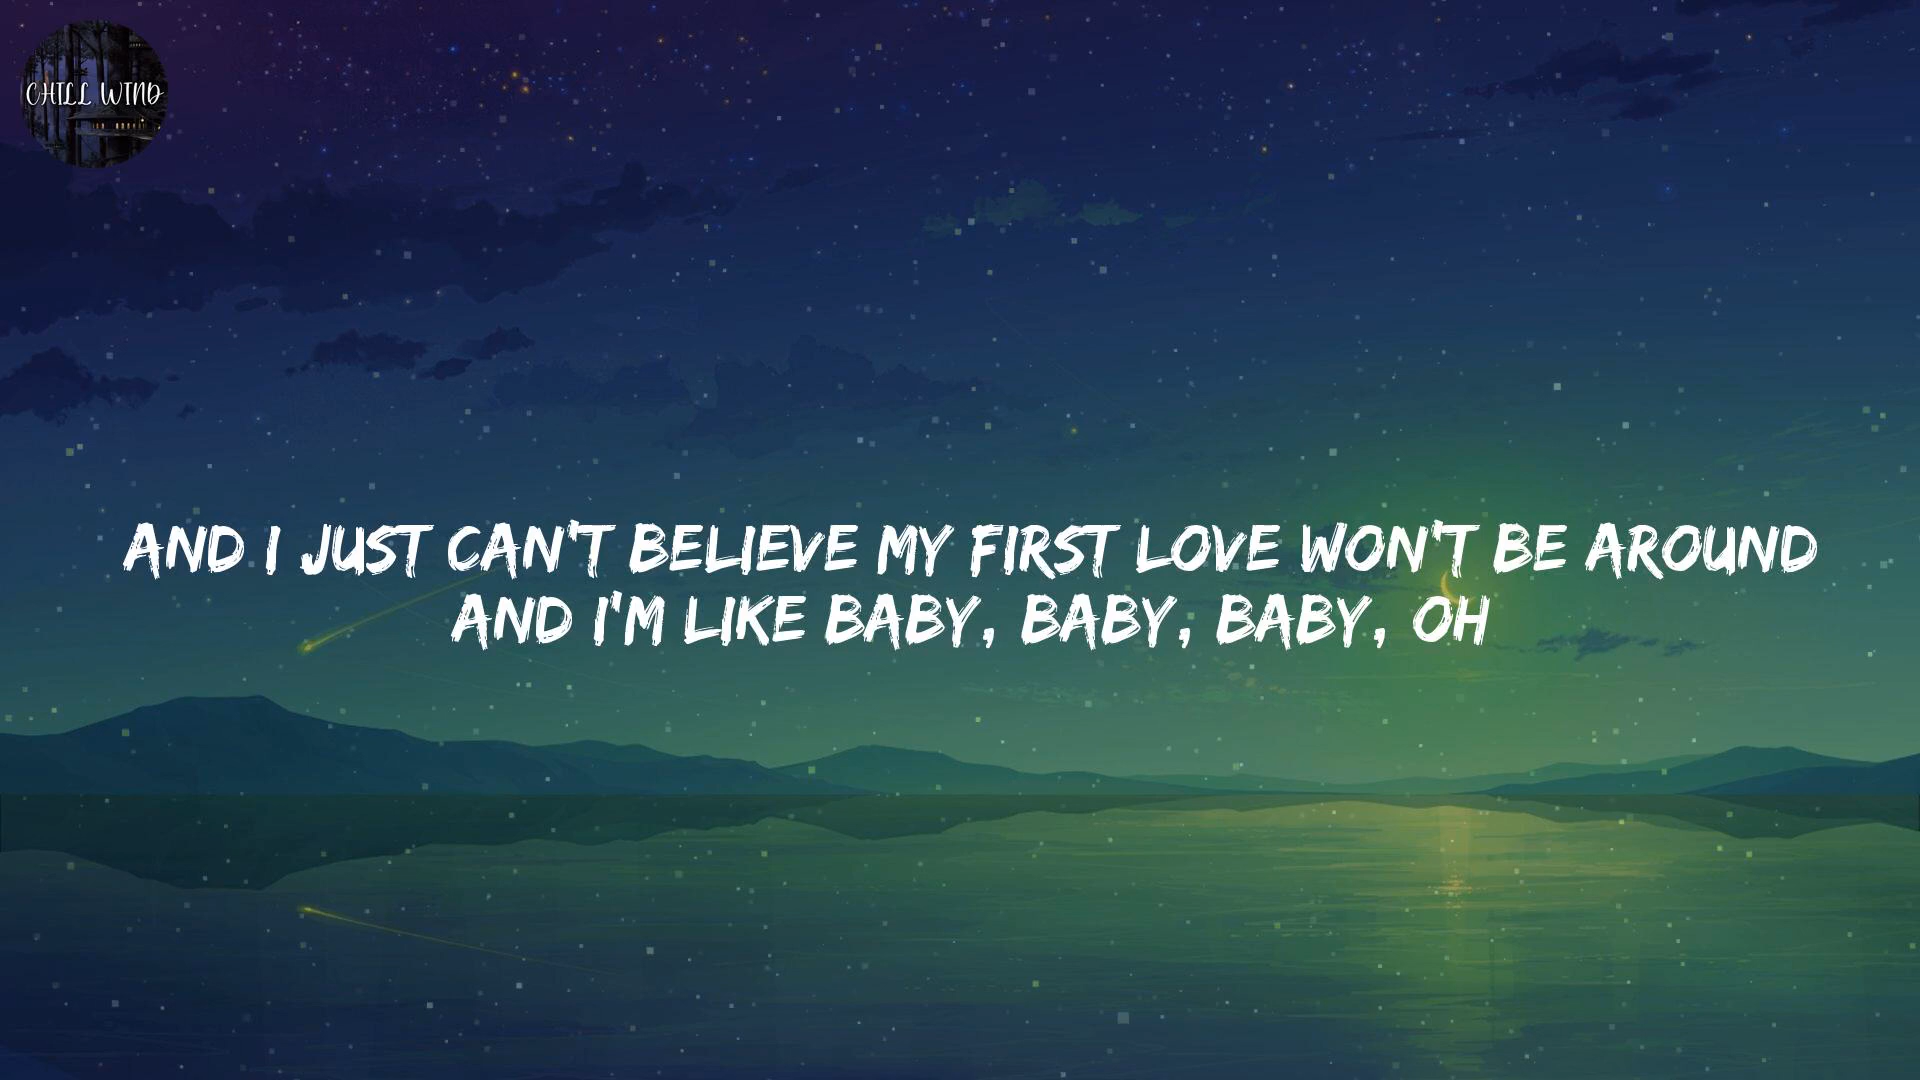 CHILL WIND
AND I JUST CAN'T BELIEVE MY FIRST LOVE WON'T BE AROUND
AND I'M LIKE BABY, BABY, BABY, OH